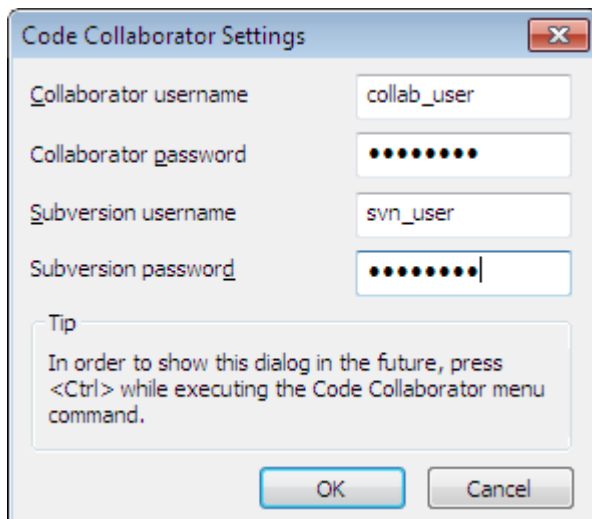 Code Collaborator Settings
Collaborator username collab_user
Collaborator password ●●●●●●●●
Subversion username svn_user
Subversion password ●●●●●●●●
Tip
In order to show this dialog in the future, press
<Ctrl> while executing the Code Collaborator menu
command.
OK Cancel